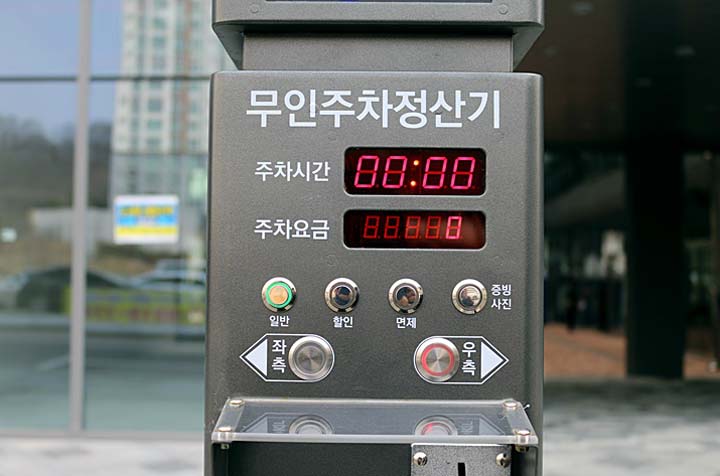 무인주차정산기
주차시간 00:00
주차요금 0
일반 할인 면제 증빙
사진
좌측 우측